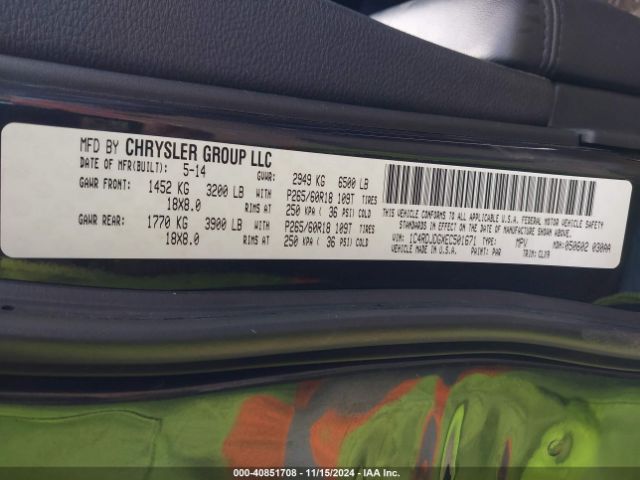 MFD BY CHRYSLER GROUP LLC
DATE OF MFR(BUILT): 5-14 GVWR: 2949 KG 6500 LB
GAWR FRONT: 1452 KG 3200 LB WITH P265/60R18 109T TIRES
18X8.0 RIMS AT 250 KPA ( 36 PSI) COLD
GAWR REAR: 1770 KG 3900 LB WITH P265/60R18 109T TIRES
18X8.0 RIMS AT 250 KPA ( 36 PSI) COLD
THIS VEHICLE CONFORMS TO ALL APPLICABLE U.S.A. FEDERAL MOTOR VEHICLE SAFETY
STANDARDS IN EFFECT ON THE DATE OF MANUFACTURE SHOWN ABOVE.
VIN: 1C4RDJDGXEC501671 TYPE: MPV MDH: 050602 030AA
VEHICLE MADE IN U.S.A. PAINT: PAR TRIM: CLX9
000-40851708 - 11/15/2024 - IAA Inc.